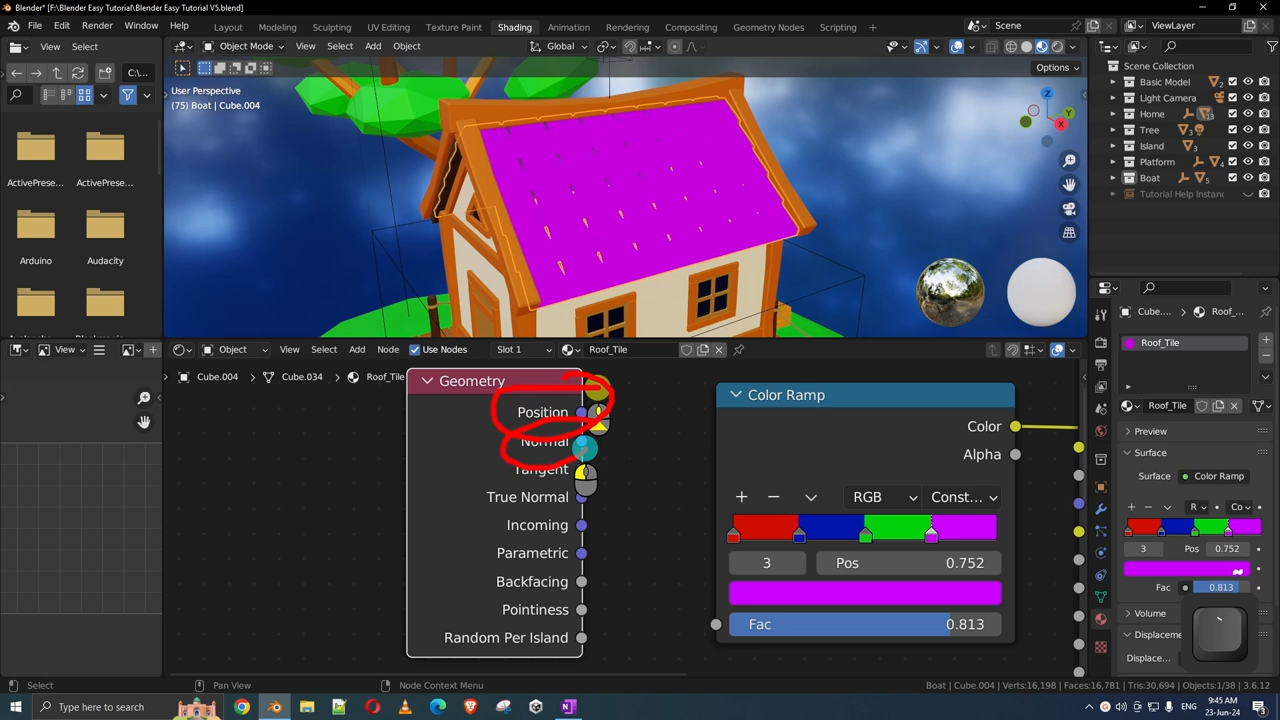 Blender* [F:\Blender Easy Tutorial\Blender Easy Tutorial V5.blend]
File Edit Render Window Help Layout Modeling Sculpting UV Editing Texture Paint Shading Animation Rendering Compositing Geometry Nodes Scripting Scene ViewLayer
View Select Object Mode View Select Add Object Global
C:\... Options
User Perspective
(75) Boat | Cube.004
Z
Y
X
Scene Collection
Basic Model 2
Light Camera
Home 13
Tree 3
Island 3
Platform 4
Boat 5
Tutorial Help Instanc
ActivePrese... ActivePrese...
Arduino Audacity
View Object View Select Add Node Use Nodes Slot 1 Roof_Tile
Cube.004 > Cube.034 > Roof_Tile
Geometry
Position
Normal
Tangent
True Normal
Incoming
Parametric
Backfacing
Pointiness
Random Per Island
Color Ramp
Color
Alpha
RGB Const...
3 Pos 0.752
Fac 0.813
Cube.... Roof_...
Roof_Tile
Roof_Tile
Preview
Surface
Surface Color Ramp
R Co
3 Pos 0.752
Fac 0.813
Volume
Displaceme
Displace...
Select Pan View Node Context Menu Boat | Cube.004 | Verts:16,198 | Faces:16,781 | Tris:30,694 | Objects:1/38 | 3.6.12
Type here to search
9:45 AM
23-Jun-24